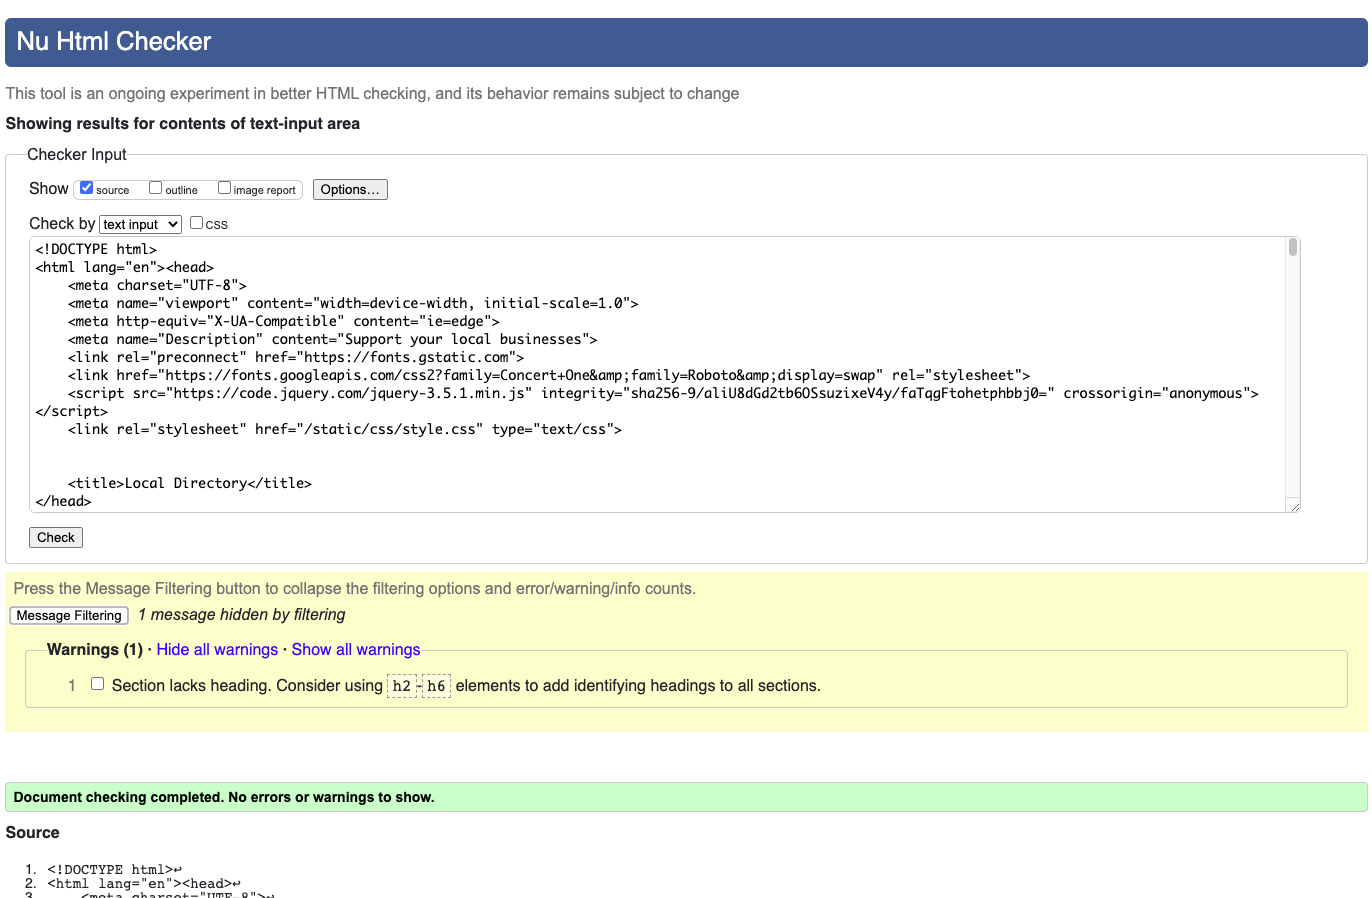 Nu Html Checker
This tool is an ongoing experiment in better HTML checking, and its behavior remains subject to change
Showing results for contents of text-input area
Checker Input
Show source outline image report Options...
Check by text input CSS
<!DOCTYPE html>
<html lang="en"><head>
    <meta charset="UTF-8">
    <meta name="viewport" content="width=device-width, initial-scale=1.0">
    <meta http-equiv="X-UA-Compatible" content="ie=edge">
    <meta name="Description" content="Support your local businesses">
    <link rel="preconnect" href="https://fonts.gstatic.com">
    <link href="https://fonts.googleapis.com/css2?family=Concert+One&amp;family=Roboto&amp;display=swap" rel="stylesheet">
    <script src="https://code.jquery.com/jquery-3.5.1.min.js" integrity="sha256-9/aliU8dGd2tb6OSsuzixeV4y/faTqgFtohetphbbj0=" crossorigin="anonymous">
</script>
    <link rel="stylesheet" href="/static/css/style.css" type="text/css">
    <title>Local Directory</title>
</head>
Check
Press the Message Filtering button to collapse the filtering options and error/warning/info counts.
Message Filtering 1 message hidden by filtering
Warnings (1) · Hide all warnings · Show all warnings
1 Section lacks heading. Consider using h2-h6 elements to add identifying headings to all sections.
Document checking completed. No errors or warnings to show.
Source
1. <!DOCTYPE html>↩
2. <html lang="en"><head>↩
3. <meta charset="UTF-8">↩